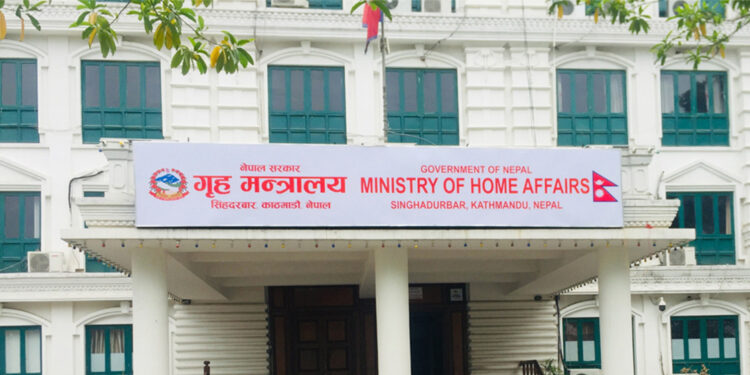 नेपाल सरकार
गृह मन्त्रालय
सिंहदरबार, काठमाडौं, नेपाल
GOVERNMENT OF NEPAL
MINISTRY OF HOME AFFAIRS
SINGHADURBAR, KATHMANDU, NEPAL